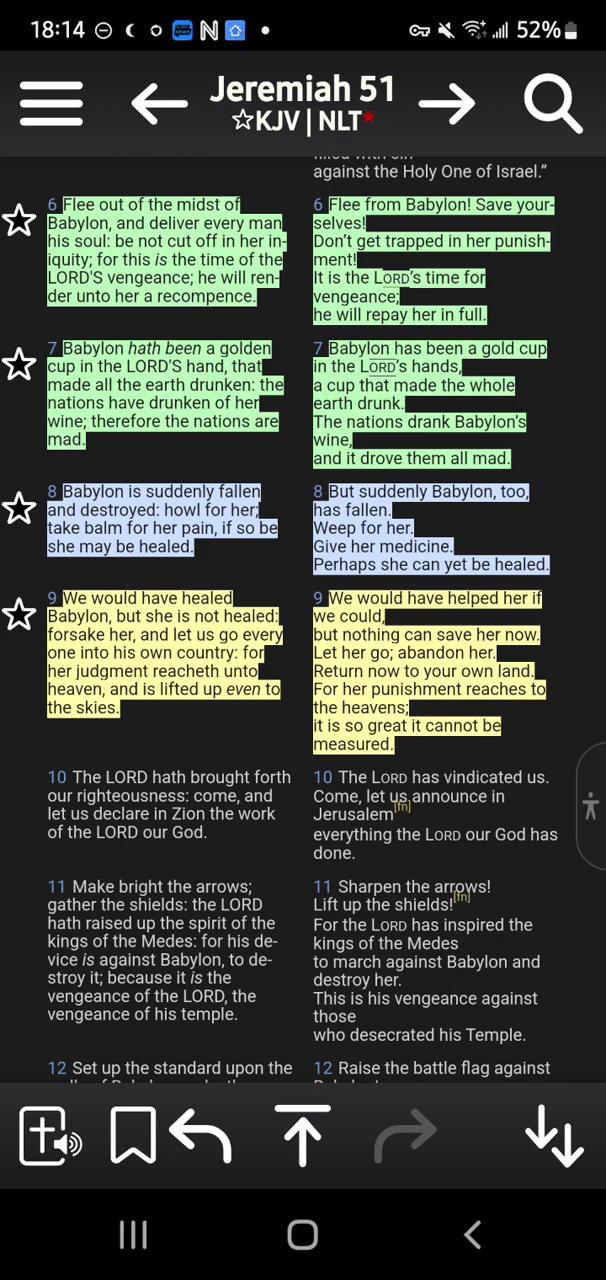 18:14
NEWS
52%
Jeremiah 51
☆KJV | NLT*
against the Holy One of Israel.”
6 Flee out of the midst of
Babylon, and deliver every man
his soul: be not cut off in her in-
iquity; for this is the time of the
LORD'S vengeance; he will ren-
der unto her a recompence.
6 Flee from Babylon! Save your-
selves!
Don’t get trapped in her punish-
ment!
It is the LORD’s time for
vengeance;
he will repay her in full.
7 Babylon hath been a golden
cup in the LORD'S hand, that
made all the earth drunken: the
nations have drunken of her
wine; therefore the nations are
mad.
7 Babylon has been a gold cup
in the LORD’s hands,
a cup that made the whole
earth drunk.
The nations drank Babylon’s
wine,
and it drove them all mad.
8 Babylon is suddenly fallen
and destroyed: howl for her;
take balm for her pain, if so be
she may be healed.
8 But suddenly Babylon, too,
has fallen.
Weep for her.
Give her medicine.
Perhaps she can yet be healed.
9 We would have healed
Babylon, but she is not healed:
forsake her, and let us go every
one into his own country: for
her judgment reacheth unto
heaven, and is lifted up even to
the skies.
9 We would have helped her if
we could,
but nothing can save her now.
Let her go; abandon her.
Return now to your own land.
For her punishment reaches to
the heavens;
it is so great it cannot be
measured.
10 The LORD hath brought forth
our righteousness: come, and
let us declare in Zion the work
of the LORD our God.
10 The LORD has vindicated us.
Come, let us announce in
Jerusalem[fn]
everything the LORD our God has
done.
11 Make bright the arrows;
gather the shields: the LORD
hath raised up the spirit of the
kings of the Medes: for his de-
vice is against Babylon, to de-
stroy it; because it is the
vengeance of the LORD, the
vengeance of his temple.
11 Sharpen the arrows!
Lift up the shields![fn]
For the LORD has inspired the
kings of the Medes
to march against Babylon and
destroy her.
This is his vengeance against
those
who desecrated his Temple.
12 Set up the standard upon the
12 Raise the battle flag against